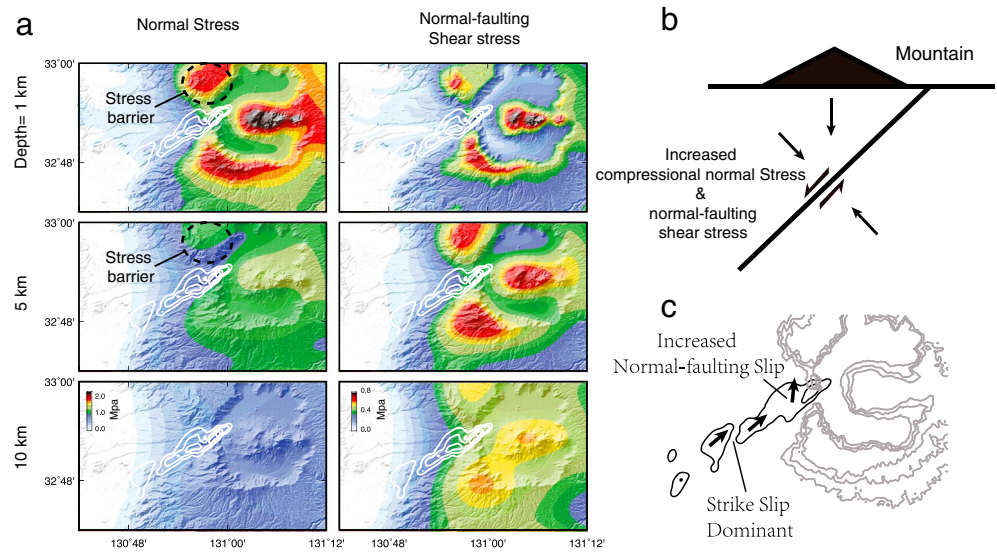 a
Normal Stress
Normal-faulting
Shear stress
Depth= 1 km
33˚00'
32˚48'
Stress
barrier
5 km
33˚00'
32˚48'
Stress
barrier
10 km
33˚00'
32˚48'
2.0
1.0
0.0
Mpa
0.8
0.4
0.0
Mpa
130˚48'
131˚00'
131˚12'
130˚48'
131˚00'
131˚12'
b
Mountain
Increased
compressional normal Stress
&
normal-faulting
shear stress
c
Increased
Normal-faulting Slip
Strike Slip
Dominant